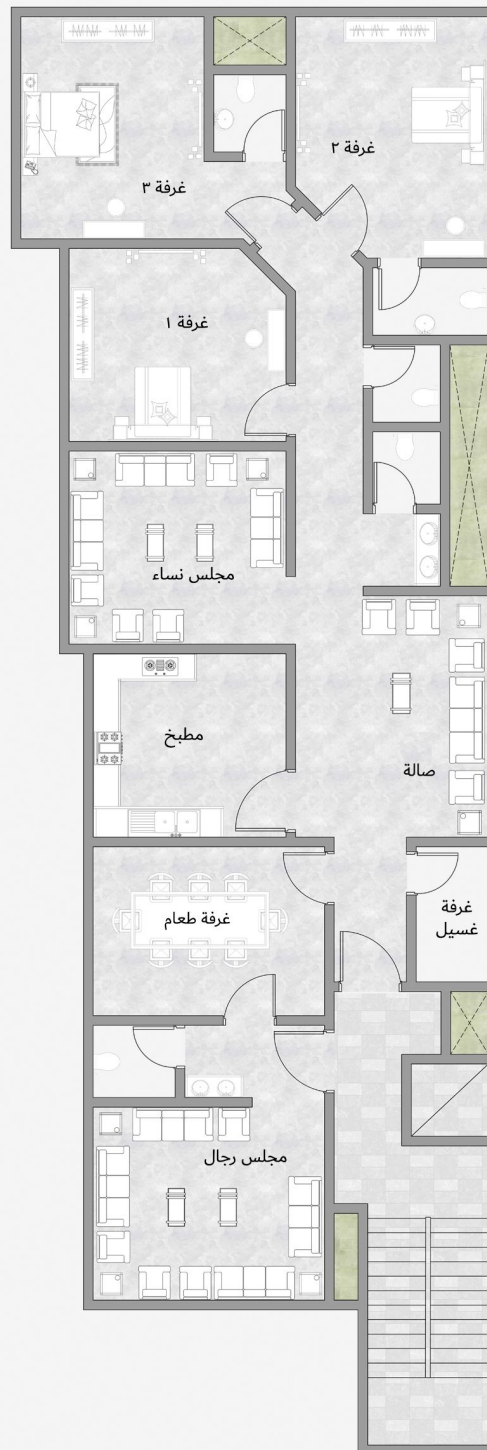 غرفة ٢
غرفة ٣
غرفة ١
مجلس نساء
مطبخ
صالة
غرفة طعام
غرفة
غسيل
مجلس رجال